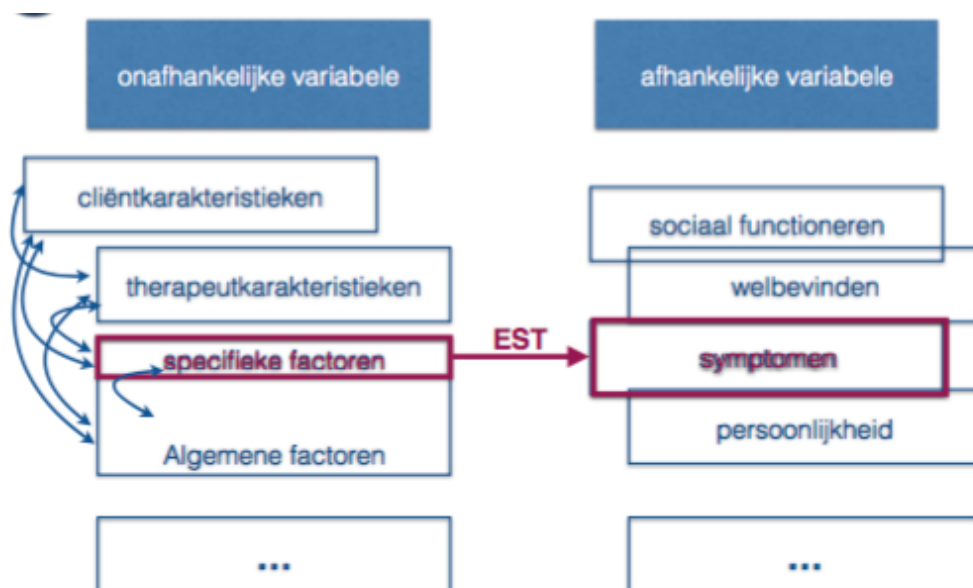 onafhankelijke variabele
afhankelijke variabele
cliëntkarakteristieken
sociaal functioneren
therapeutkarakteristieken
welbevinden
EST
specifieke factoren
symptomen
Algemene factoren
persoonlijkheid
...
...